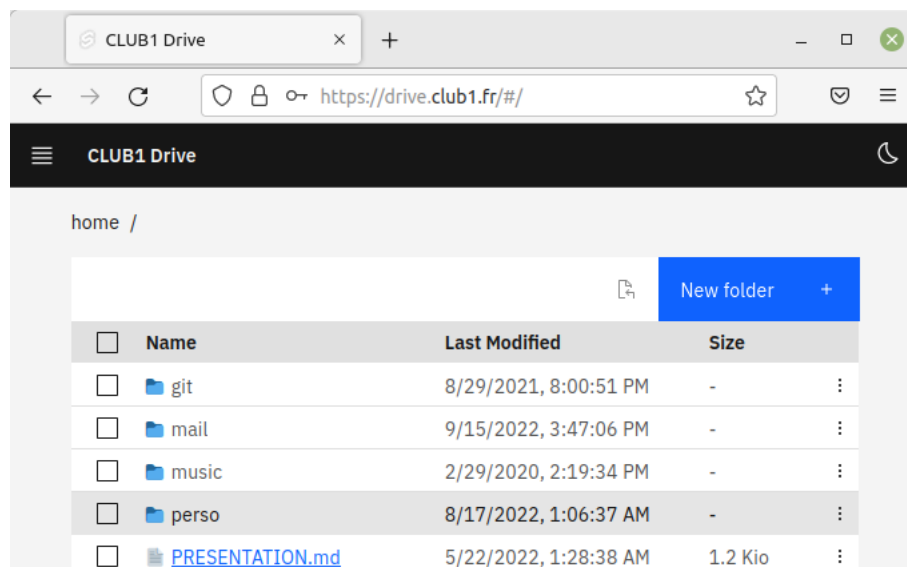 CLUB1 Drive
https://drive.club1.fr/#/
CLUB1 Drive
home /
New folder +
Name Last Modified Size
git 8/29/2021, 8:00:51 PM -
mail 9/15/2022, 3:47:06 PM -
music 2/29/2020, 2:19:34 PM -
perso 8/17/2022, 1:06:37 AM -
PRESENTATION.md 5/22/2022, 1:28:38 AM 1.2 Kio